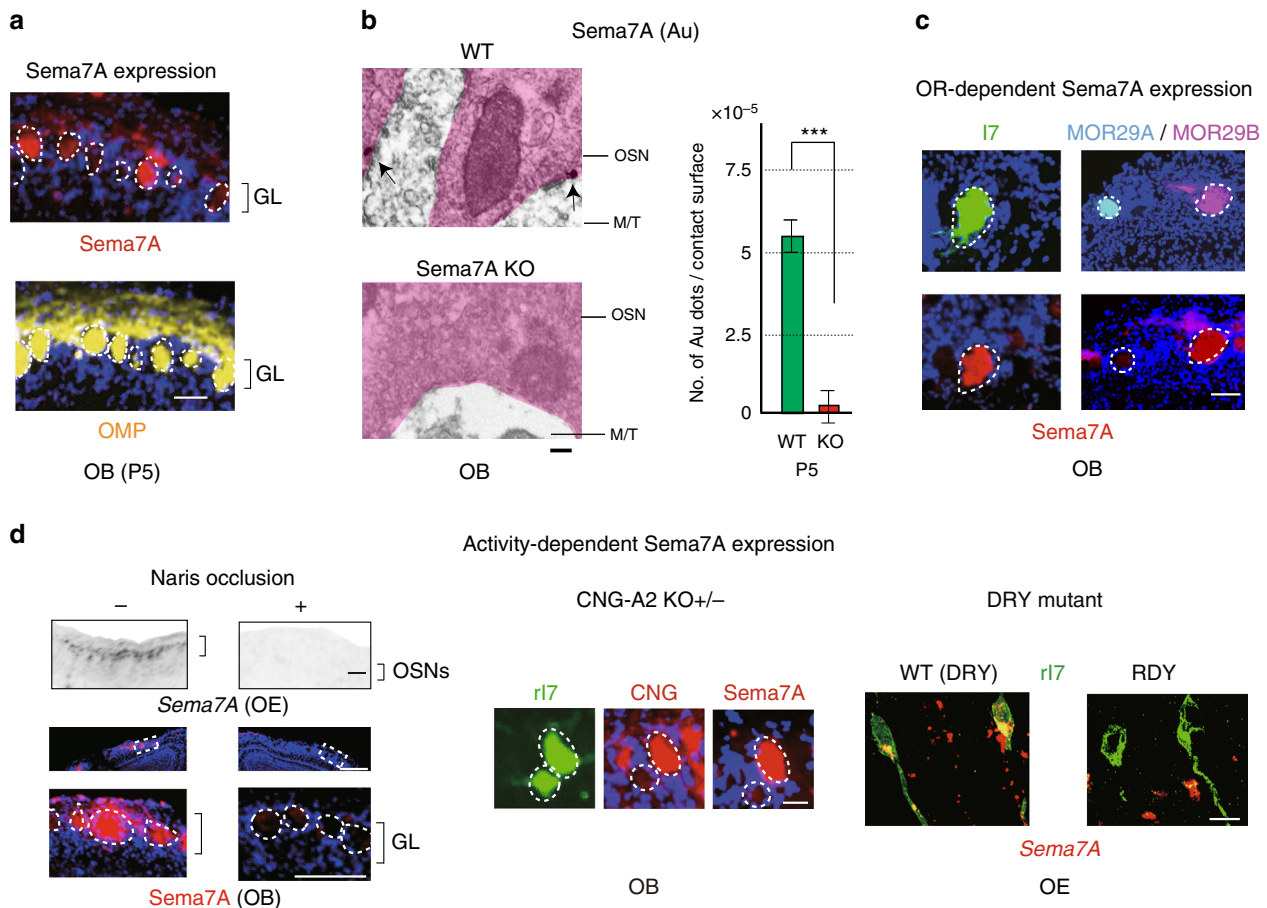 a
Sema7A expression
GL
Sema7A
GL
OMP
OB (P5)
b
Sema7A (Au)
WT
OSN
M/T
Sema7A KO
OSN
M/T
OB
×10⁻⁵
***
7.5
5
2.5
0
No. of Au dots / contact surface
WT KO
P5
c
OR-dependent Sema7A expression
I7
MOR29A / MOR29B
Sema7A
OB
d
Activity-dependent Sema7A expression
Naris occlusion
– +
OSNs
Sema7A (OE)
GL
Sema7A (OB)
CNG-A2 KO+/–
rI7 CNG Sema7A
OB
DRY mutant
WT (DRY) rI7 RDY
Sema7A
OE